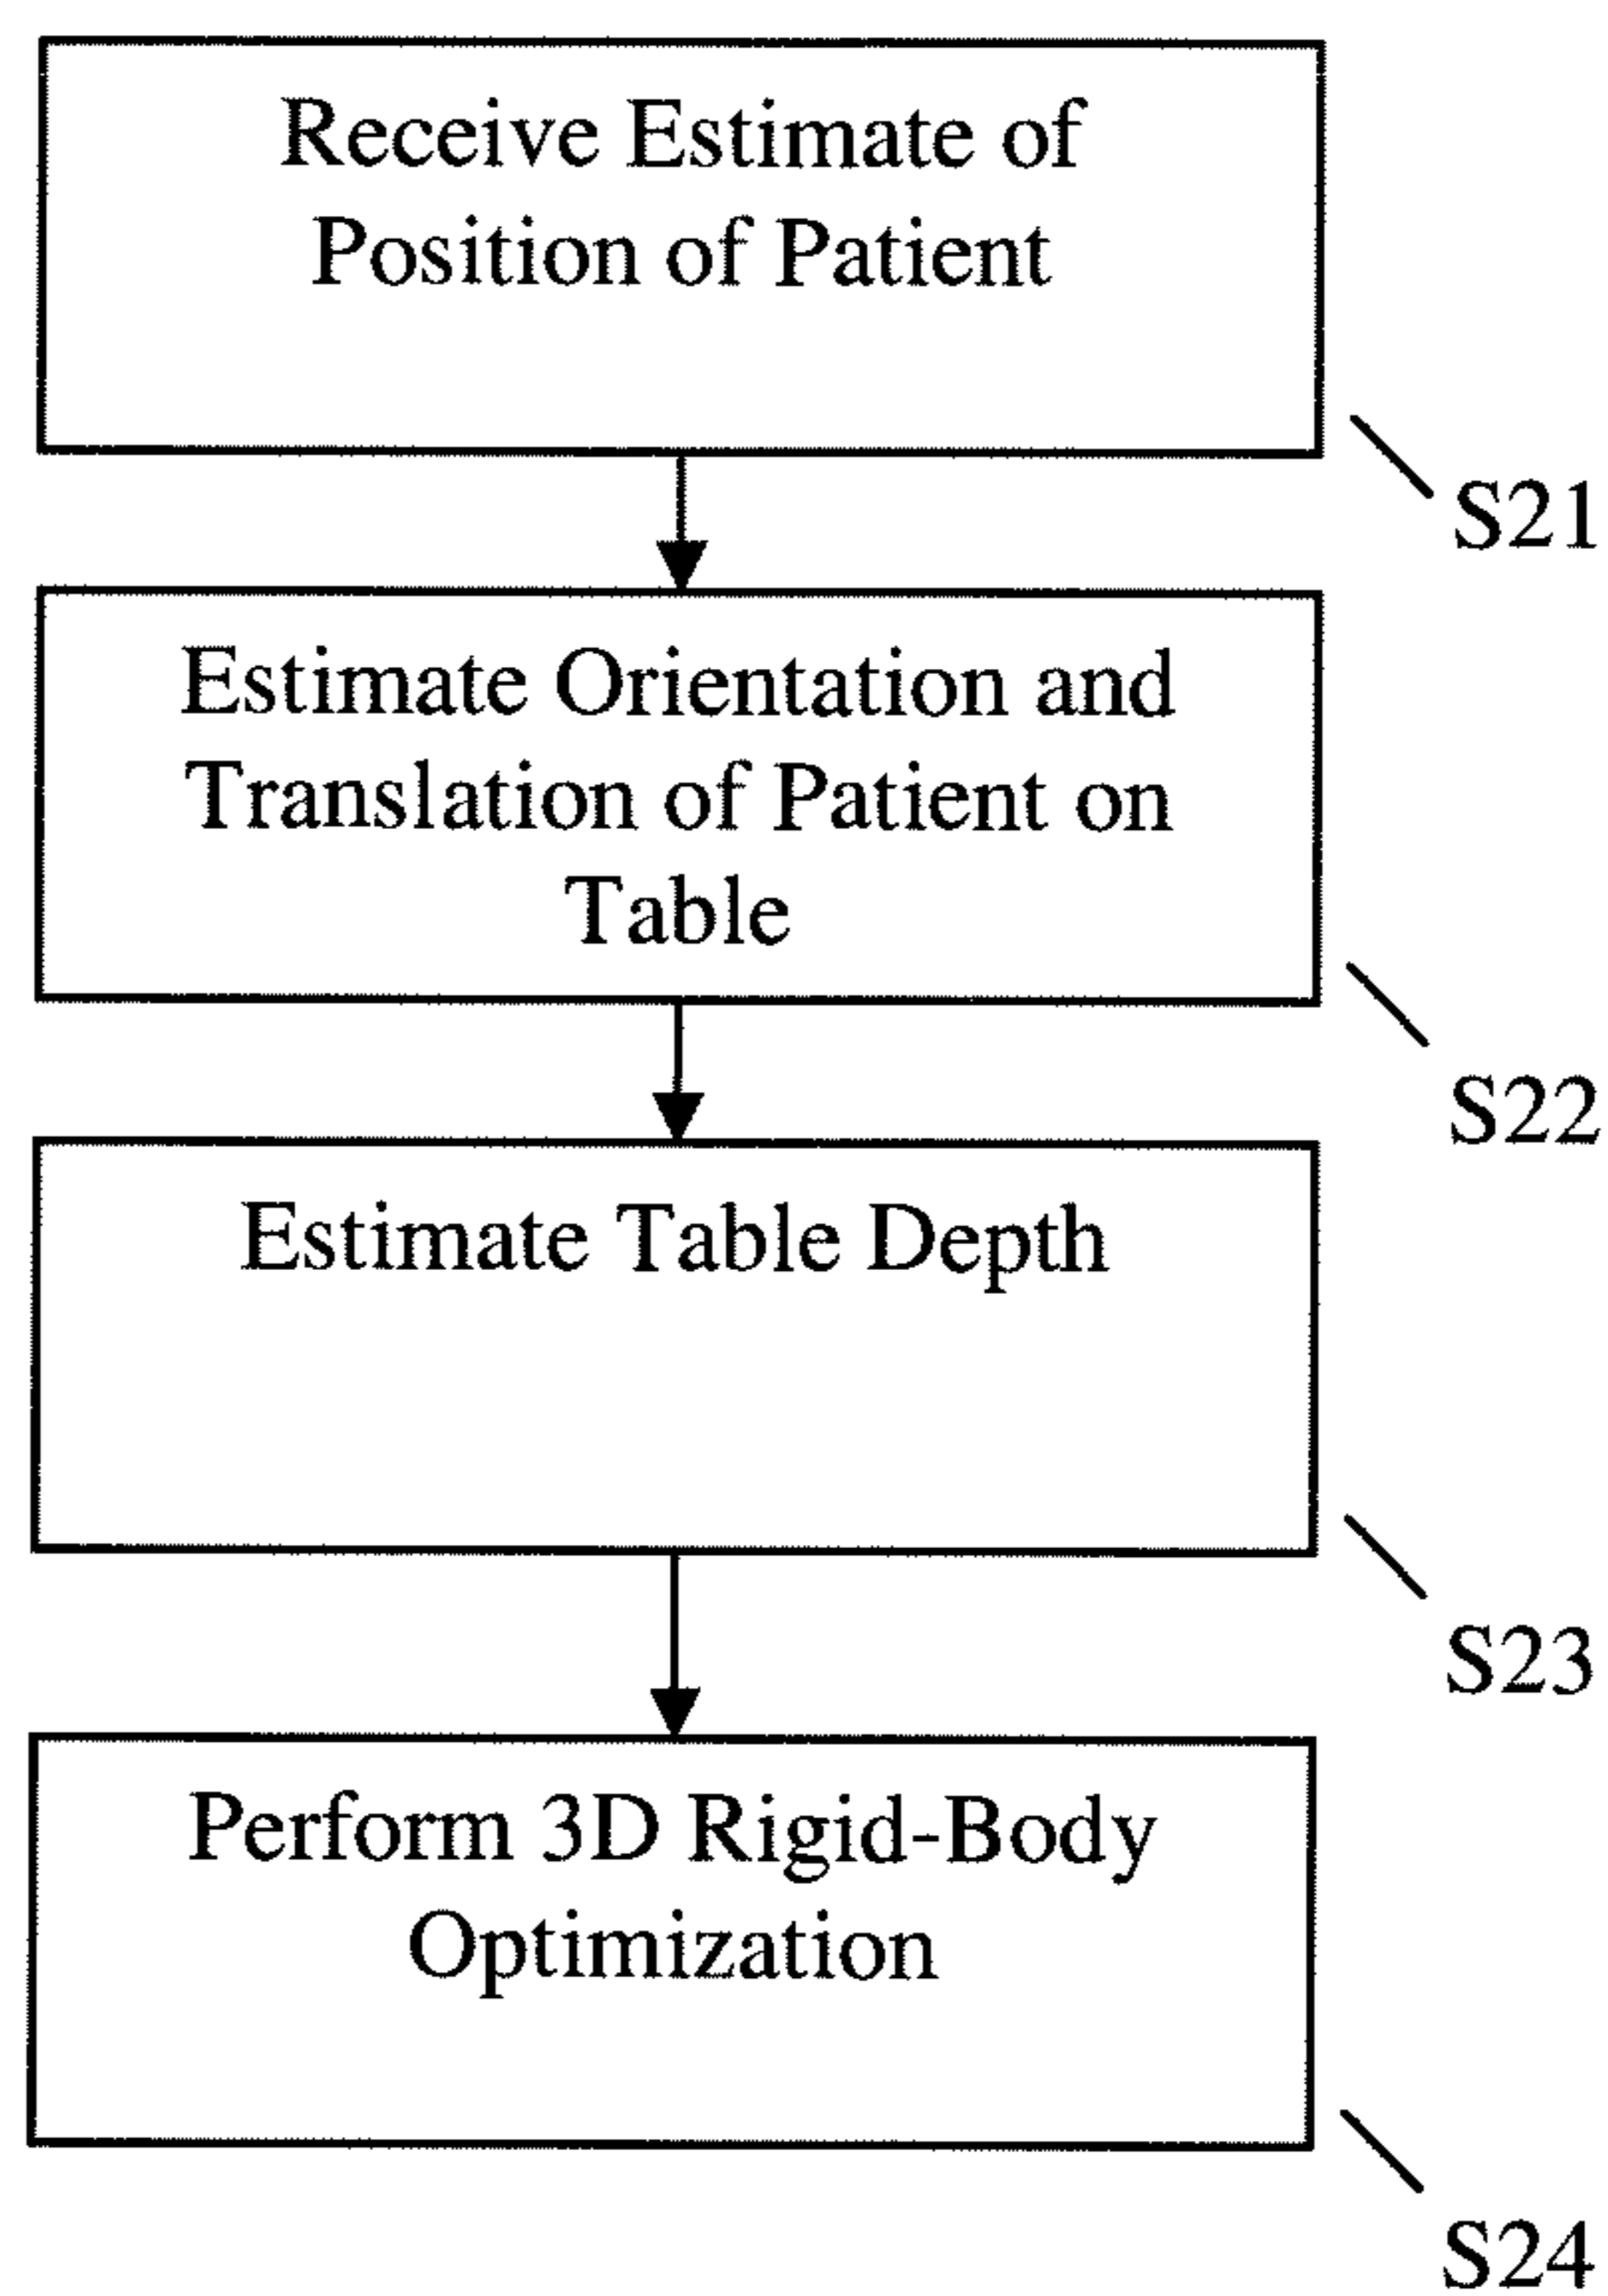 Receive Estimate of
Position of Patient
S21
Estimate Orientation and
Translation of Patient on
Table
S22
Estimate Table Depth
S23
Perform 3D Rigid-Body
Optimization
S24